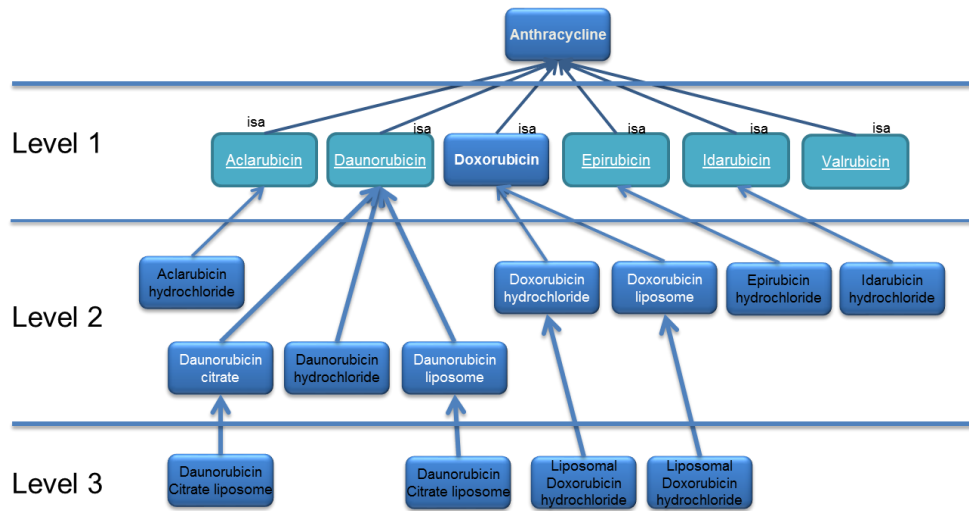 Anthracycline
isa
isa
isa
isa
isa
isa
Level 1
Aclarubicin
Daunorubicin
Doxorubicin
Epirubicin
Idarubicin
Valrubicin
Level 2
Aclarubicin
hydrochloride
Doxorubicin
hydrochloride
Doxorubicin
liposome
Epirubicin
hydrochloride
Idarubicin
hydrochloride
Daunorubicin
citrate
Daunorubicin
hydrochloride
Daunorubicin
liposome
Level 3
Daunorubicin
Citrate liposome
Daunorubicin
Citrate liposome
Liposomal
Doxorubicin
hydrochloride
Liposomal
Doxorubicin
hydrochloride